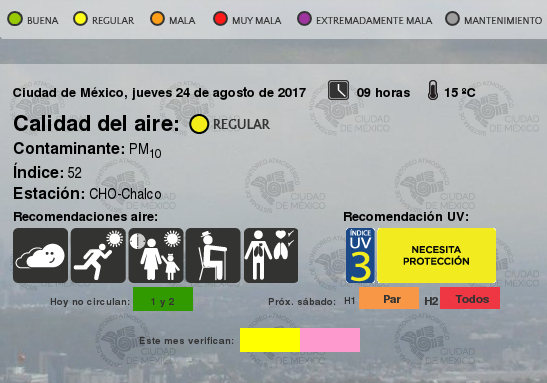 BUENA REGULAR MALA MUY MALA EXTREMADAMENTE MALA MANTENIMIENTO
Ciudad de México, jueves 24 de agosto de 2017 09 horas 15 ºC
Calidad del aire: REGULAR
Contaminante: PM10
Índice: 52
Estación: CHO-Chalco
Recomendaciones aire: Recomendación UV:
ÍNDICE UV 3 NECESITA PROTECCIÓN
Hoy no circulan: 1 y 2 Próx. sábado: H1 Par H2 Todos
Este mes verifican: